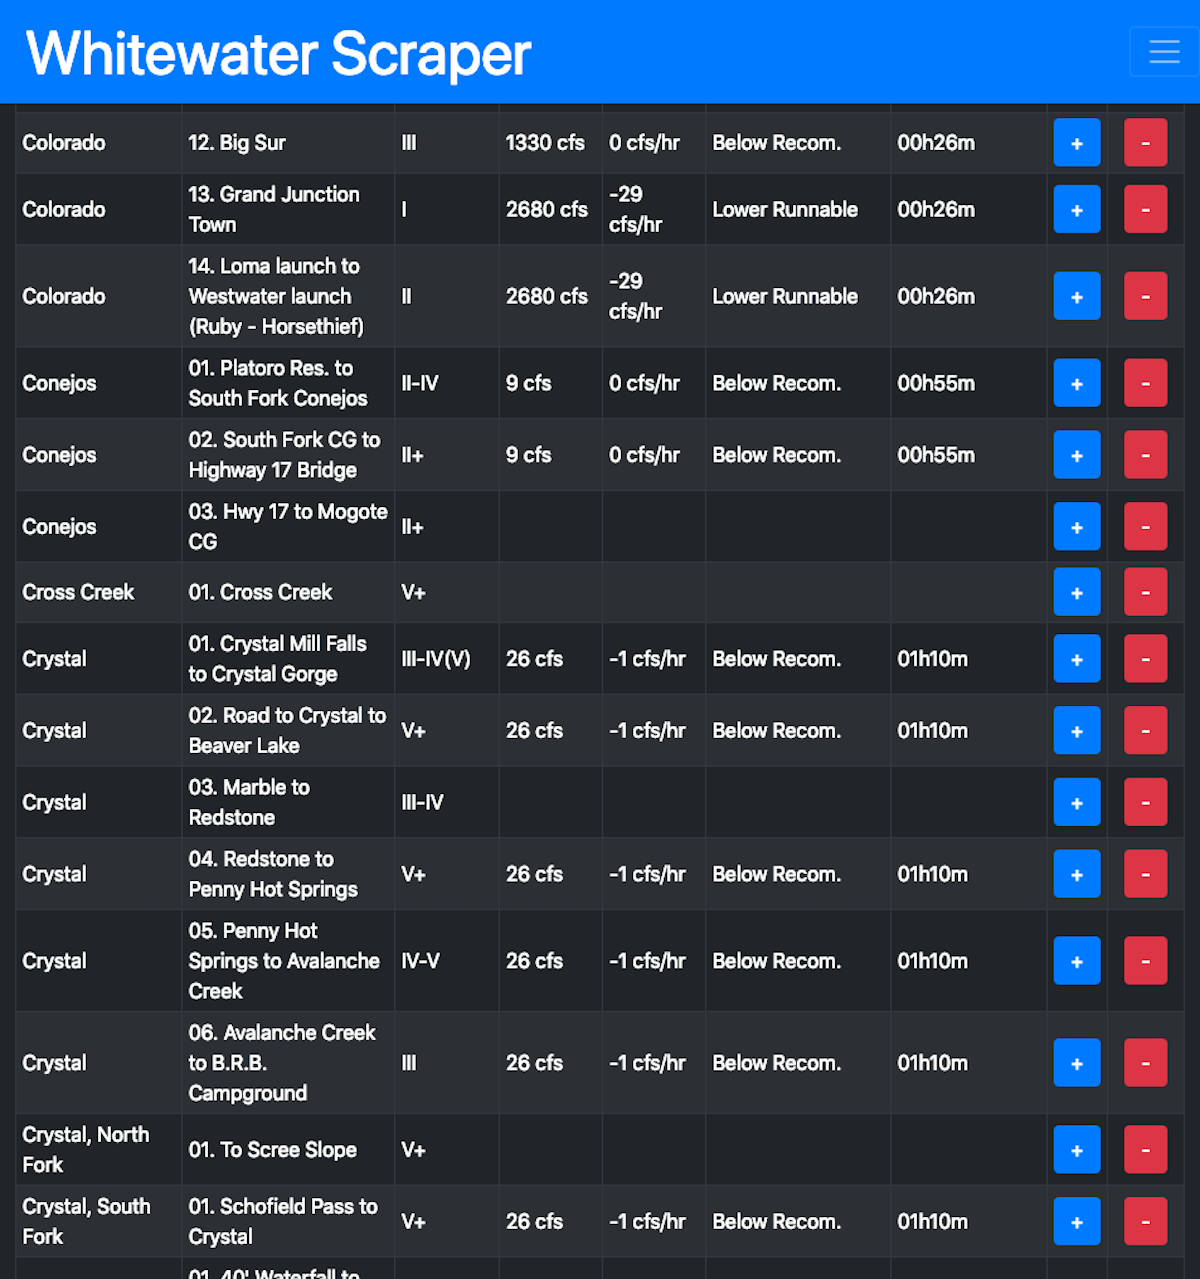 Whitewater Scraper
Colorado 12. Big Sur III 1330 cfs 0 cfs/hr Below Recom. 00h26m + -
Colorado 13. Grand Junction Town I 2680 cfs -29 cfs/hr Lower Runnable 00h26m + -
Colorado 14. Loma launch to Westwater launch (Ruby - Horsethief) II 2680 cfs -29 cfs/hr Lower Runnable 00h26m + -
Conejos 01. Platoro Res. to South Fork Conejos II-IV 9 cfs 0 cfs/hr Below Recom. 00h55m + -
Conejos 02. South Fork CG to Highway 17 Bridge II+ 9 cfs 0 cfs/hr Below Recom. 00h55m + -
Conejos 03. Hwy 17 to Mogote CG II+ + -
Cross Creek 01. Cross Creek V+ + -
Crystal 01. Crystal Mill Falls to Crystal Gorge III-IV(V) 26 cfs -1 cfs/hr Below Recom. 01h10m + -
Crystal 02. Road to Crystal to Beaver Lake V+ 26 cfs -1 cfs/hr Below Recom. 01h10m + -
Crystal 03. Marble to Redstone III-IV + -
Crystal 04. Redstone to Penny Hot Springs V+ 26 cfs -1 cfs/hr Below Recom. 01h10m + -
Crystal 05. Penny Hot Springs to Avalanche Creek IV-V 26 cfs -1 cfs/hr Below Recom. 01h10m + -
Crystal 06. Avalanche Creek to B.R.B. Campground III 26 cfs -1 cfs/hr Below Recom. 01h10m + -
Crystal, North Fork 01. To Scree Slope V+ + -
Crystal, South Fork 01. Schofield Pass to Crystal V+ 26 cfs -1 cfs/hr Below Recom. 01h10m + -
01. 40' Waterfall to